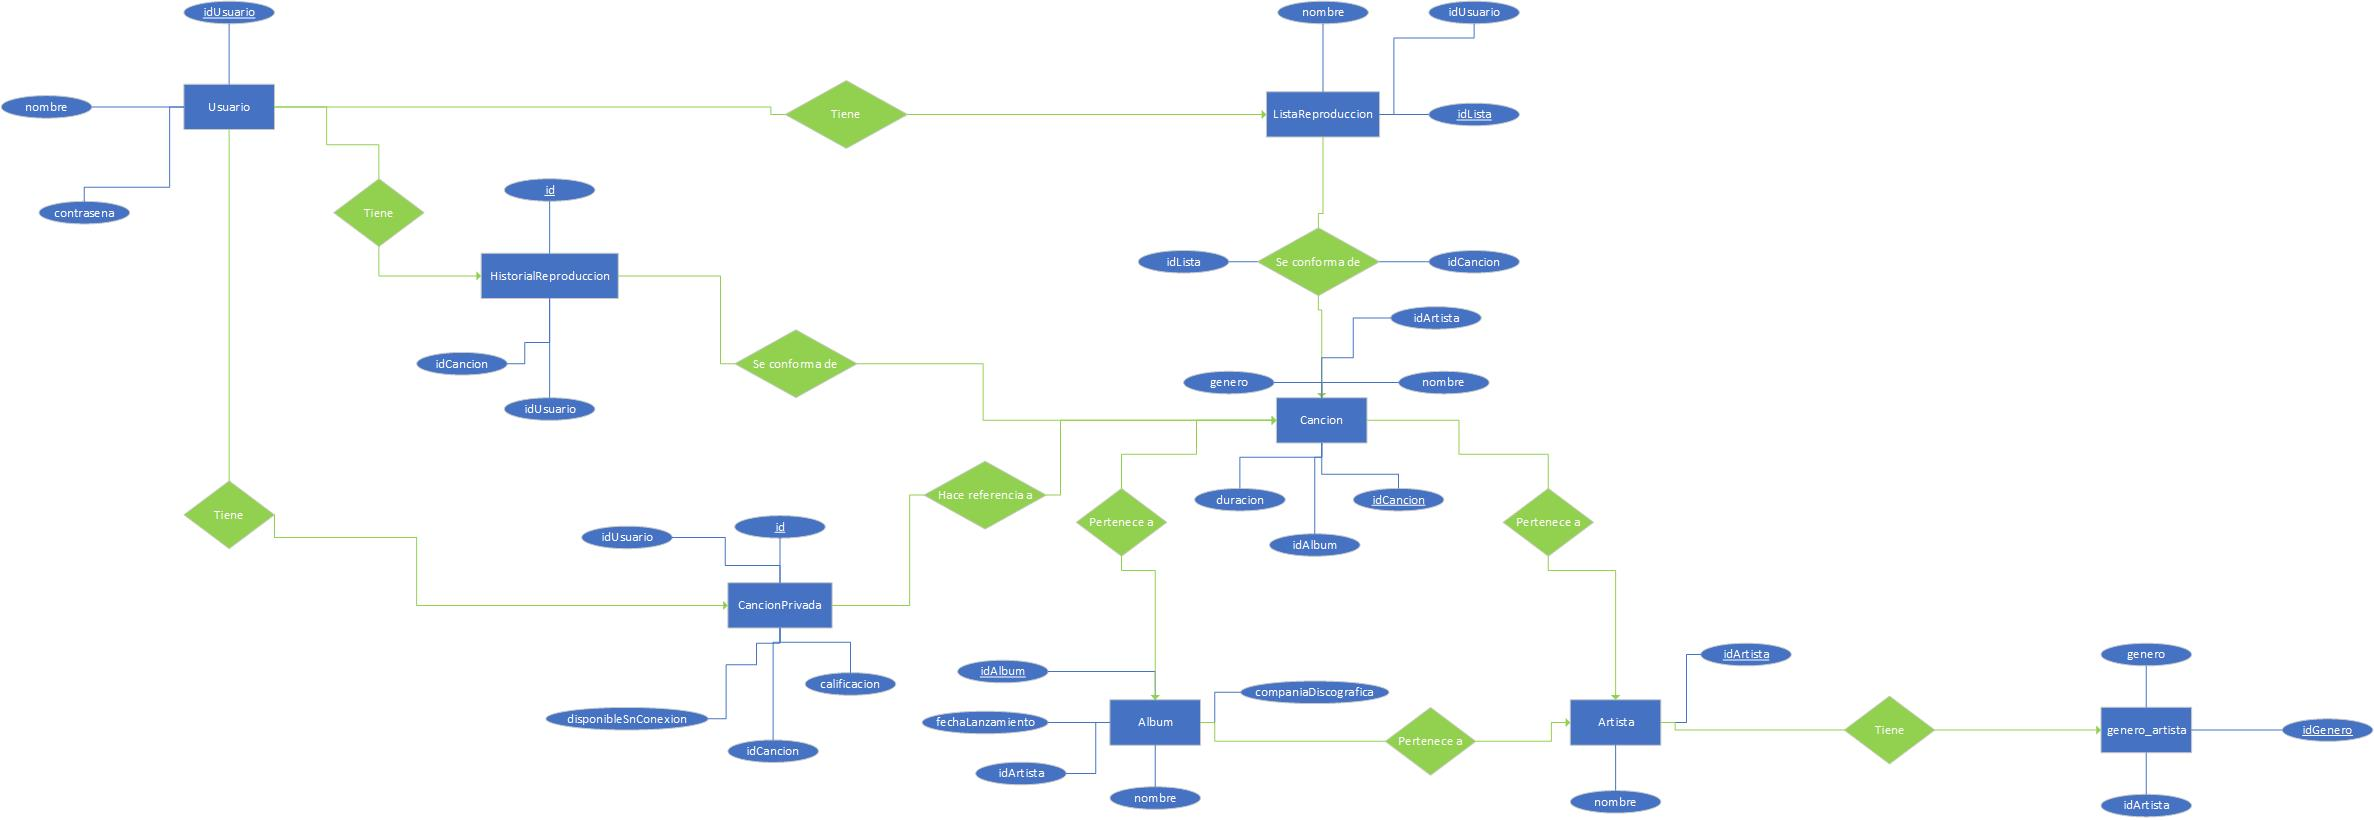 idUsuario
nombre
idUsuario
nombre
Usuario
Tiene
ListaReproduccion
idLista
contrasena
Tiene
id
HistorialReproduccion
idLista
Se conforma de
idCancion
idArtista
idCancion
Se conforma de
genero
nombre
idUsuario
Cancion
Hace referencia a
duracion
idCancion
Tiene
Pertenece a
Pertenece a
id
idUsuario
idAlbum
CancionPrivada
idAlbum
idArtista
genero
calificacion
companiaDiscografica
disponibleSnConexion
fechaLanzamiento
Album
Artista
Tiene
genero_artista
idGenero
Pertenece a
idCancion
idArtista
nombre
nombre
idArtista